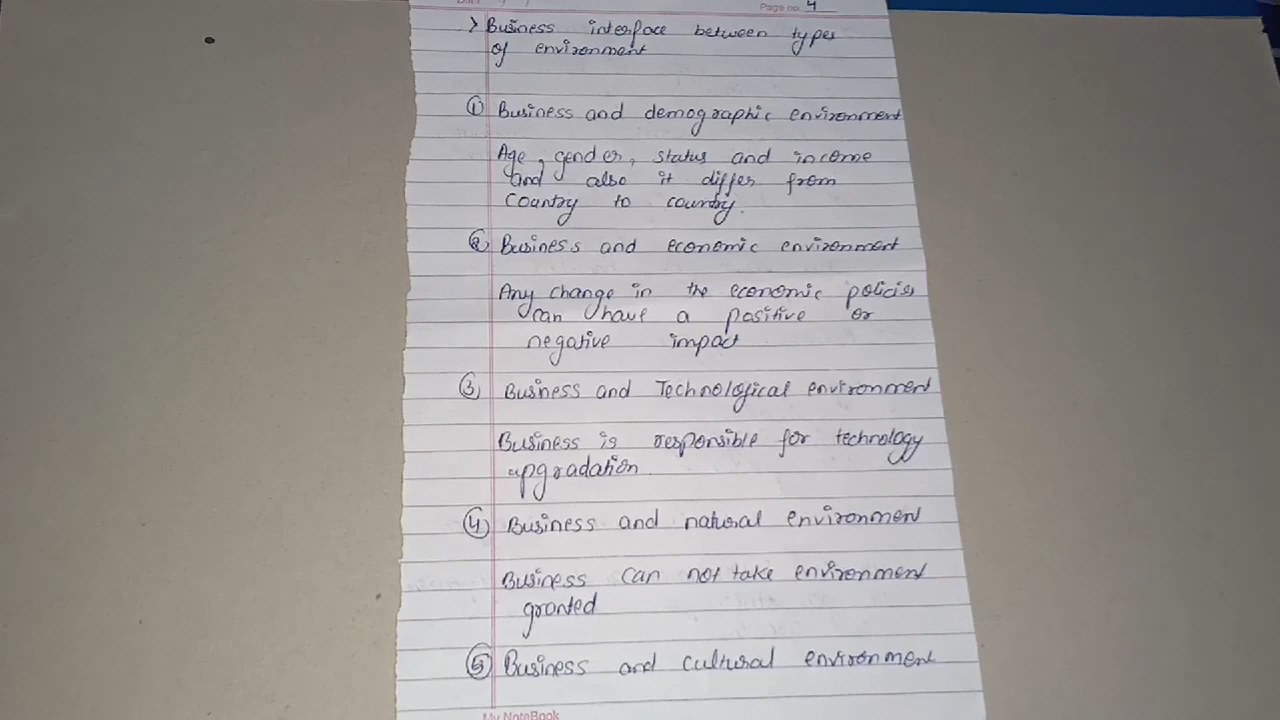 Page no. 4
> Business interface between types
of environment
① Business and demographic environment
Age, gender, status and income
and also it differ from
Country to country.
② Business and economic environment
Any change in the economic policies
can have a positive or
negative impact
③ Business and Technological environment
Business is responsible for technology
upgradation
④ Business and natural environment
Business can not take environment
granted
⑤ Business and cultural environment
My NoteBook